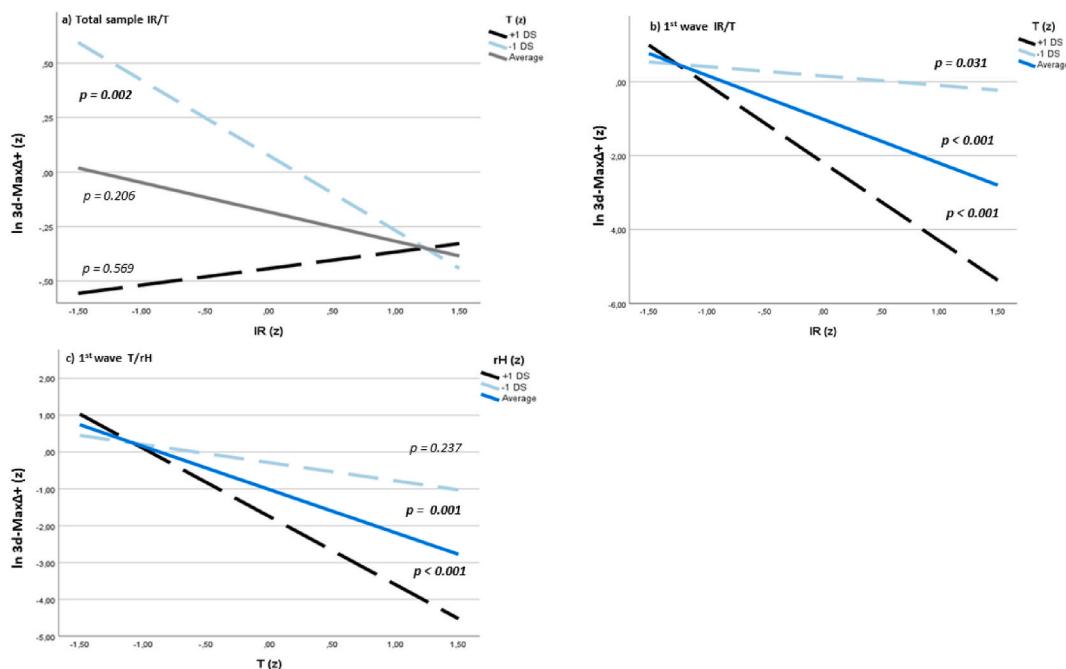 a) Total sample IR/T
T (z)
+1 DS
-1 DS
Average
,50
,25
,00
-,25
-,50
p = 0.002
p = 0.206
p = 0.569
ln 3d-MaxΔ+ (z)
-1,50
-1,00
-,50
,00
,50
1,00
1,50
IR (z)
b) 1st wave IR/T
T (z)
+1 DS
-1 DS
Average
,00
-2,00
-4,00
-6,00
p = 0.031
p < 0.001
p < 0.001
ln 3d-MaxΔ+ (z)
-1,50
-1,00
-,50
,00
,50
1,00
1,50
IR (z)
c) 1st wave T/rH
rH (z)
+1 DS
-1 DS
Average
2,00
1,00
,00
-1,00
-2,00
-3,00
-4,00
-5,00
p = 0.237
p = 0.001
p < 0.001
ln 3d-MaxΔ+ (z)
-1,50
-1,00
-,50
,00
,50
1,00
1,50
T (z)